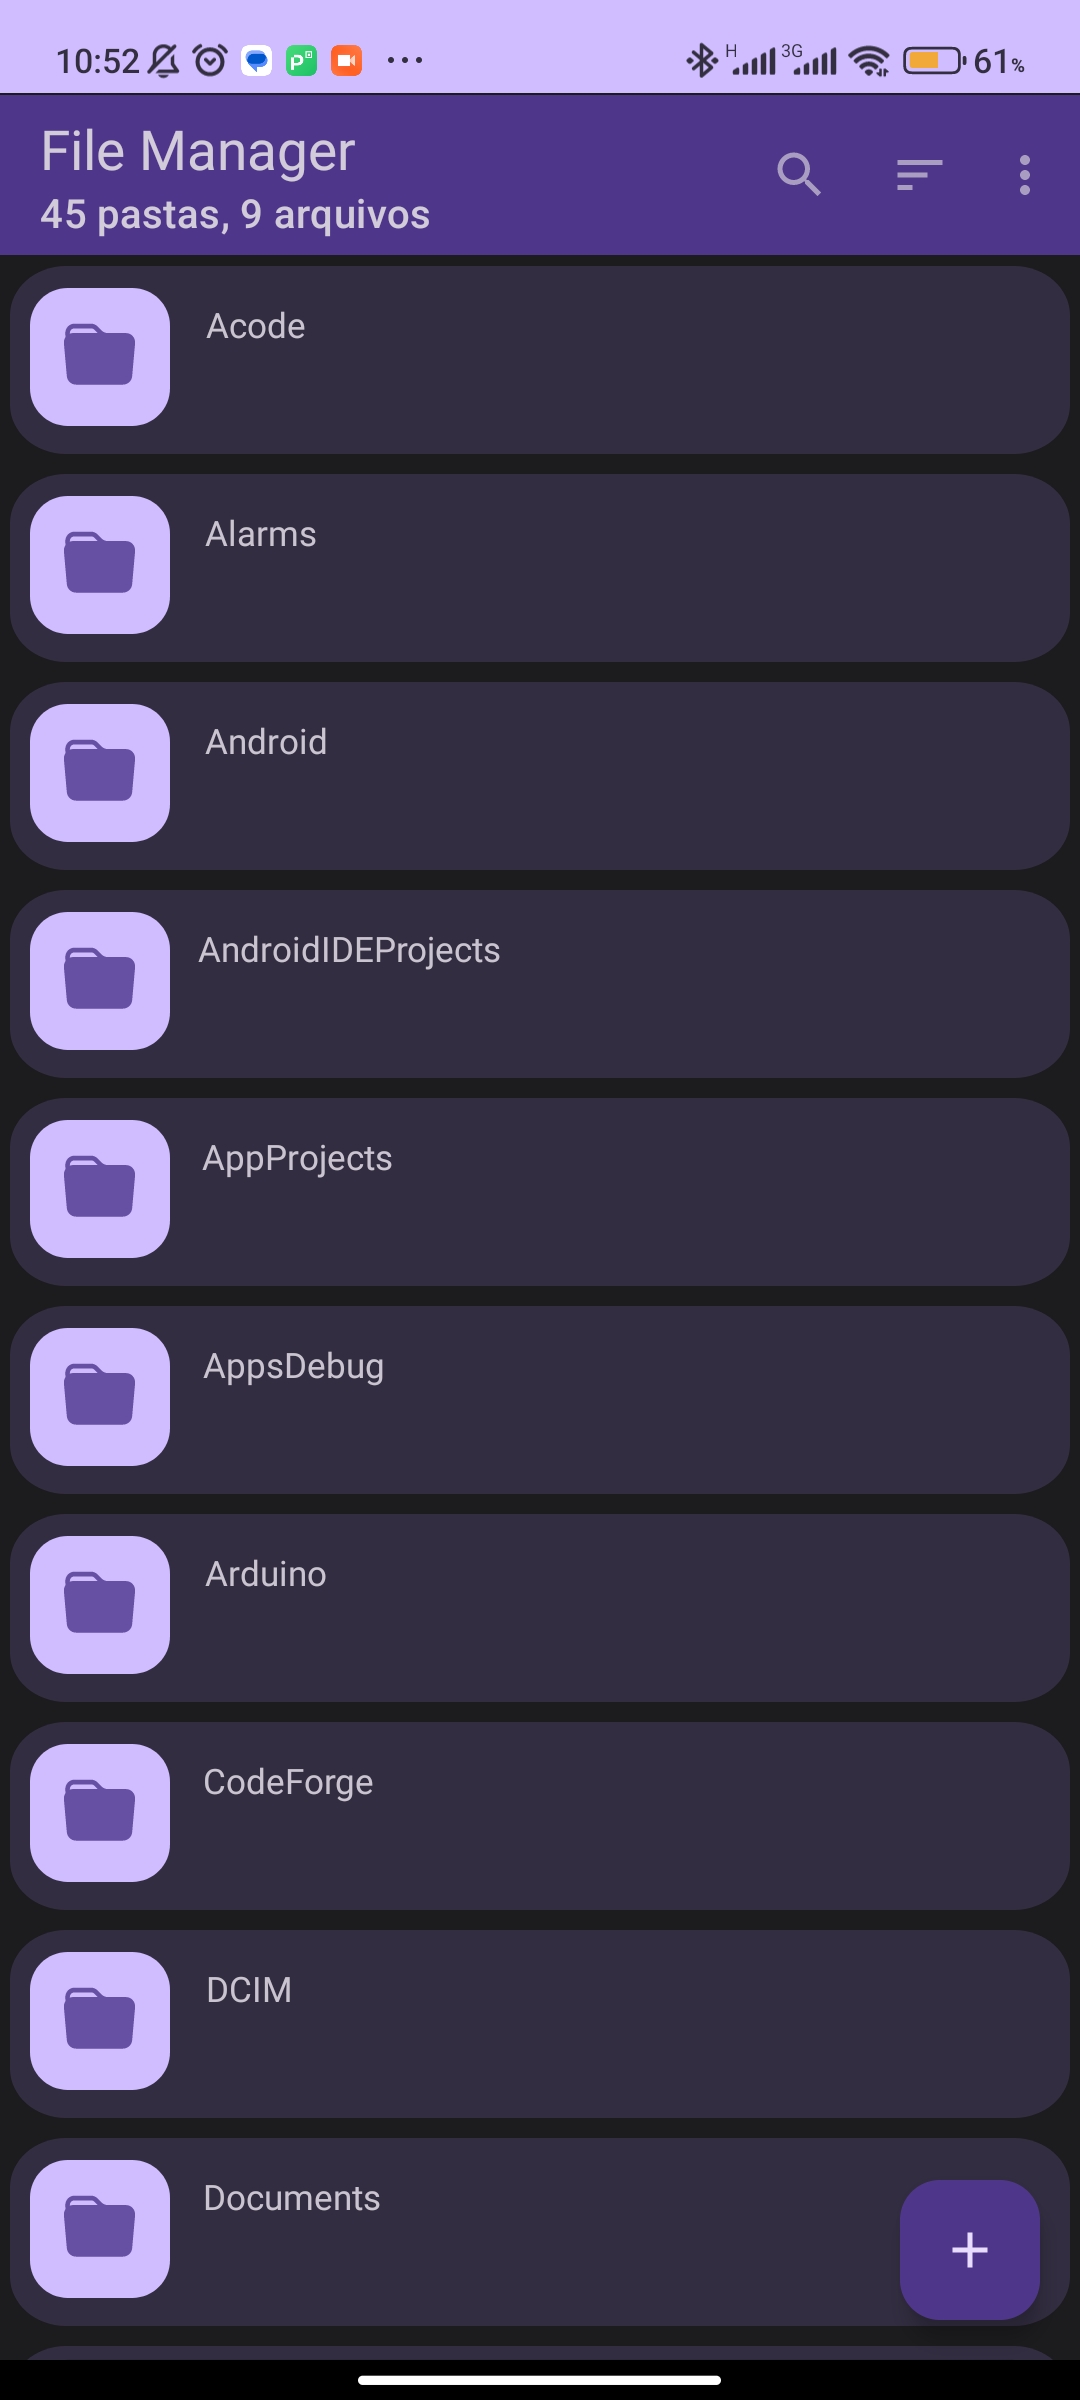 10:52
H
3G
61%
File Manager
45 pastas, 9 arquivos
Acode
Alarms
Android
AndroidIDEProjects
AppProjects
AppsDebug
Arduino
CodeForge
DCIM
Documents